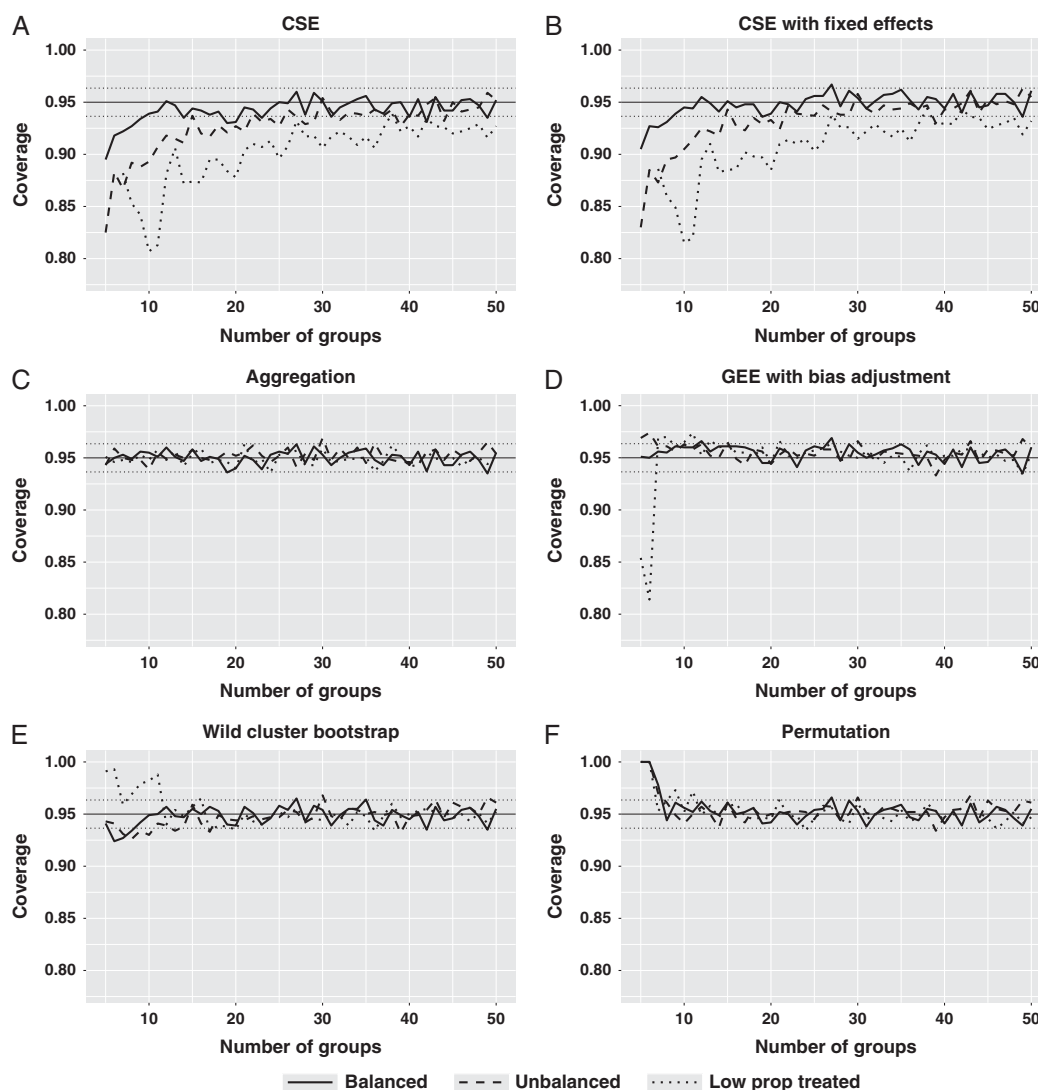 A
CSE
1.00
0.95
0.90
0.85
0.80
Coverage
10
20
30
40
50
Number of groups
B
CSE with fixed effects
1.00
0.95
0.90
0.85
0.80
Coverage
10
20
30
40
50
Number of groups
C
Aggregation
1.00
0.95
0.90
0.85
0.80
Coverage
10
20
30
40
50
Number of groups
D
GEE with bias adjustment
1.00
0.95
0.90
0.85
0.80
Coverage
10
20
30
40
50
Number of groups
E
Wild cluster bootstrap
1.00
0.95
0.90
0.85
0.80
Coverage
10
20
30
40
50
Number of groups
F
Permutation
1.00
0.95
0.90
0.85
0.80
Coverage
10
20
30
40
50
Number of groups
Balanced
Unbalanced
Low prop treated